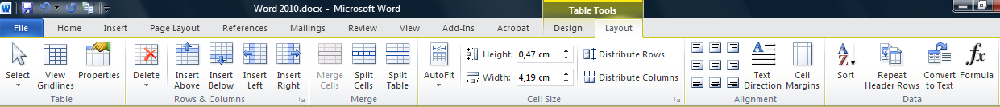 Word 2010.docx - Microsoft Word
Table Tools
File Home Insert Page Layout References Mailings Review View Add-Ins Acrobat Design Layout
Select
View Gridlines
Properties
Table
Delete
Insert Above
Insert Below
Insert Left
Insert Right
Rows & Columns
Merge Cells
Split Cells
Split Table
Merge
AutoFit
Height: 0,47 cm
Width: 4,19 cm
Distribute Rows
Distribute Columns
Cell Size
Text Direction
Cell Margins
Alignment
Sort
Repeat Header Rows
Convert to Text
Formula
Data